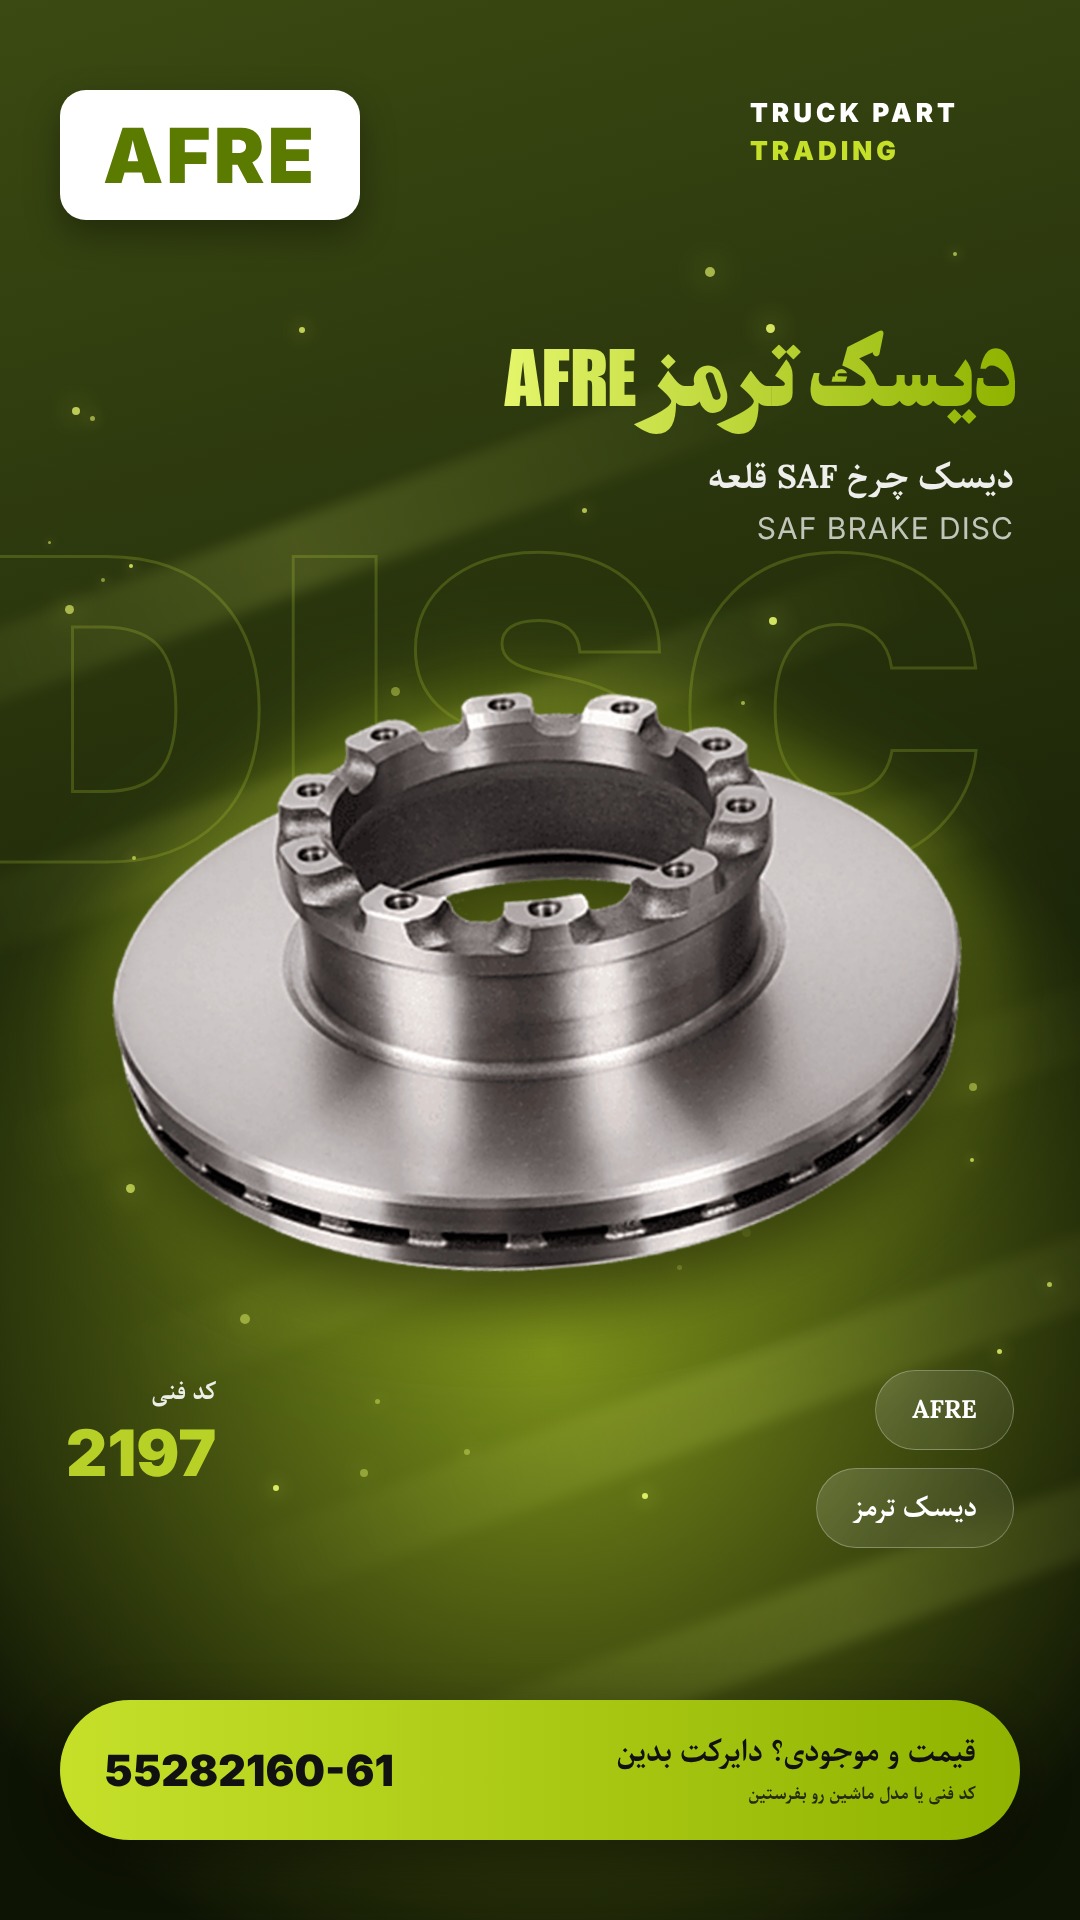 AFRE
TRUCK PART
TRADING
دیسک ترمز AFRE
دیسک چرخ SAF قلعه
SAF BRAKE DISC
DISC
کد فنی
2197
AFRE
دیسک ترمز
قیمت و موجودی؟ دایرکت بدین
کد فنی یا مدل ماشین رو بفرستین
55282160-61